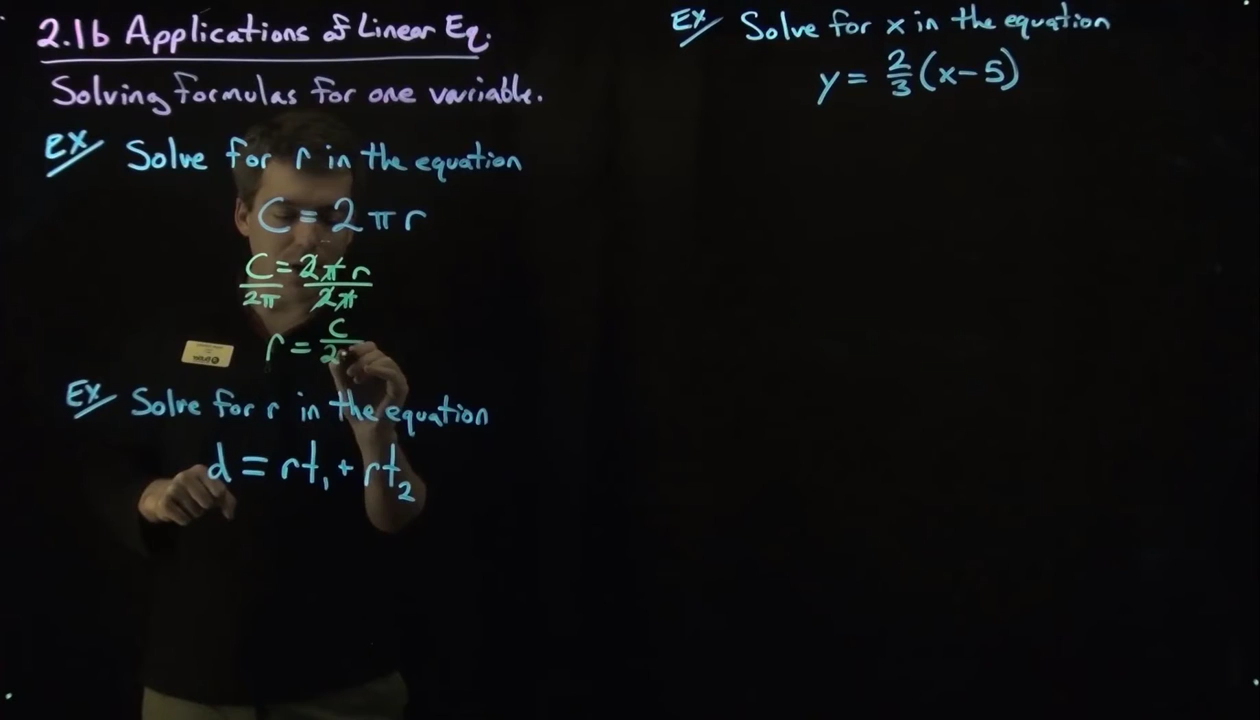 2.1b Applications of Linear Eq.
Solving formulas for one variable.
Ex Solve for r in the equation
C = 2πr
C = 2πr
2π 2π
r = C
2
Ex Solve for r in the equation
d = rt₁ + rt₂
Ex Solve for x in the equation
y = 2/3 (x - 5)